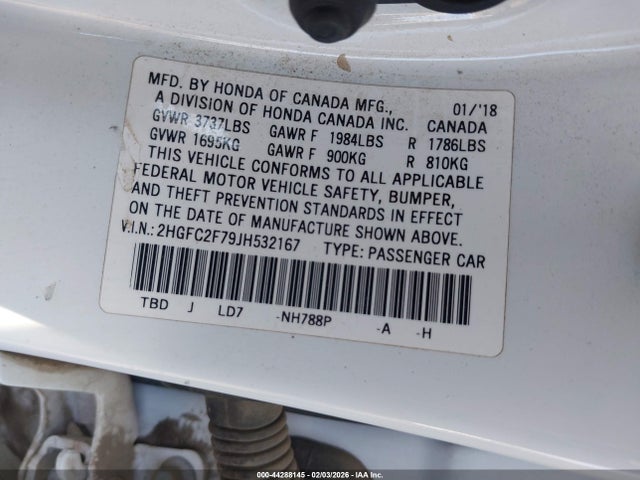 MFD. BY HONDA OF CANADA MFG., 01/'18
A DIVISION OF HONDA CANADA INC. CANADA
GVWR 3737LBS GAWR F 1984LBS R 1786LBS
GVWR 1695KG GAWR F 900KG R 810KG
THIS VEHICLE CONFORMS TO ALL APPLICABLE
FEDERAL MOTOR VEHICLE SAFETY, BUMPER,
AND THEFT PREVENTION STANDARDS IN EFFECT
ON THE DATE OF MANUFACTURE SHOWN ABOVE.
V.I.N.: 2HGFC2F79JH532167 TYPE: PASSENGER CAR
TBD J LD7 -NH788P -A -H
000-44288145 - 02/03/2026 - IAAI.COM